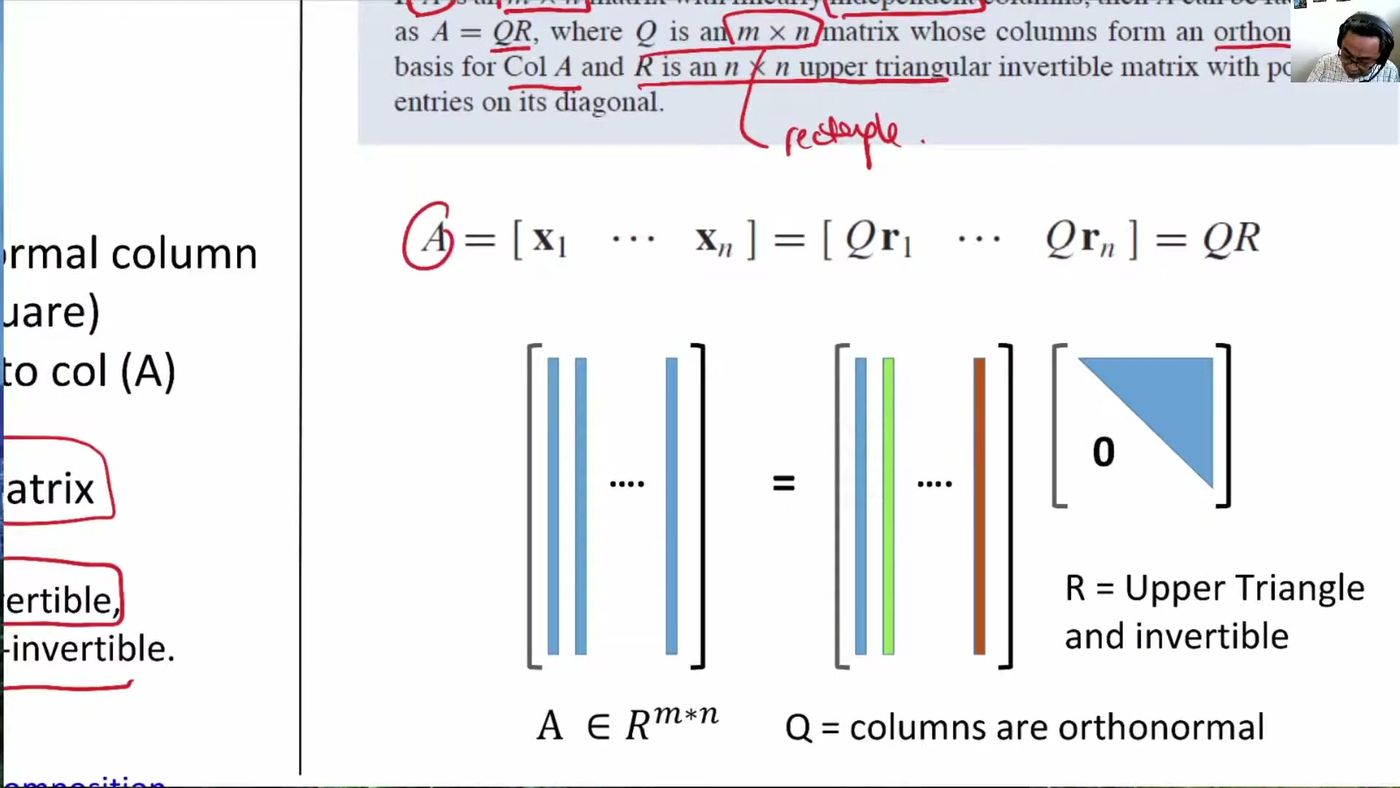 as A = QR, where Q is an m × n matrix whose columns form an orthon
basis for Col A and R is an n × n upper triangular invertible matrix with po
entries on its diagonal.
rmal column
uare)
to col (A)
atrix
ertible,
-invertible.
A = [ x₁ ⋯ xₙ ] = [ Qr₁ ⋯ Qrₙ ] = QR
.... = .... 0
R = Upper Triangle
and invertible
A ∈ R^{m*n}
Q = columns are orthonormal